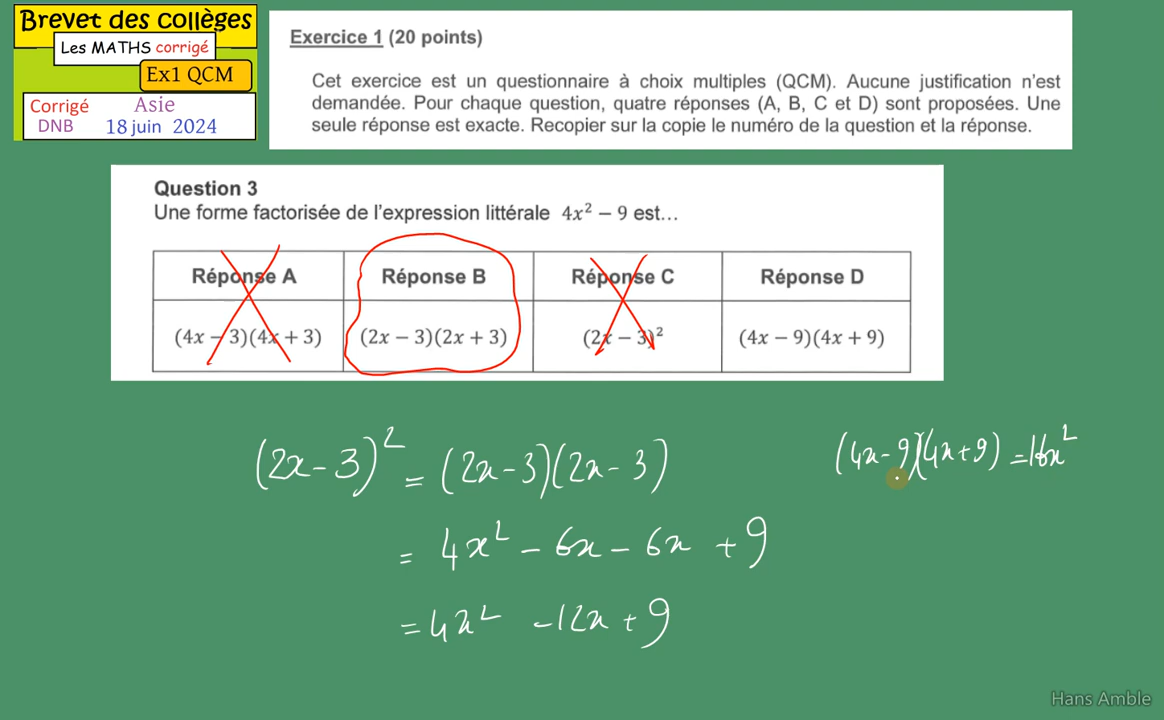 Brevet des collèges
Les MATHS corrigé
Ex1 QCM
Corrigé Asie
DNB 18 juin 2024
Exercice 1 (20 points)
Cet exercice est un questionnaire à choix multiples (QCM). Aucune justification n'est
demandée. Pour chaque question, quatre réponses (A, B, C et D) sont proposées. Une
seule réponse est exacte. Recopier sur la copie le numéro de la question et la réponse.
Question 3
Une forme factorisée de l'expression littérale 4x² − 9 est...
Réponse A Réponse B Réponse C Réponse D
(4x − 3)(4x + 3) (2x − 3)(2x + 3) (2x − 3)² (4x − 9)(4x + 9)
(2x - 3)² = (2x - 3)(2x - 3)
= 4x² - 6x - 6x + 9
= 4x² - 12x + 9
(4x - 9)(4x + 9) = 16x²
Hans Amble